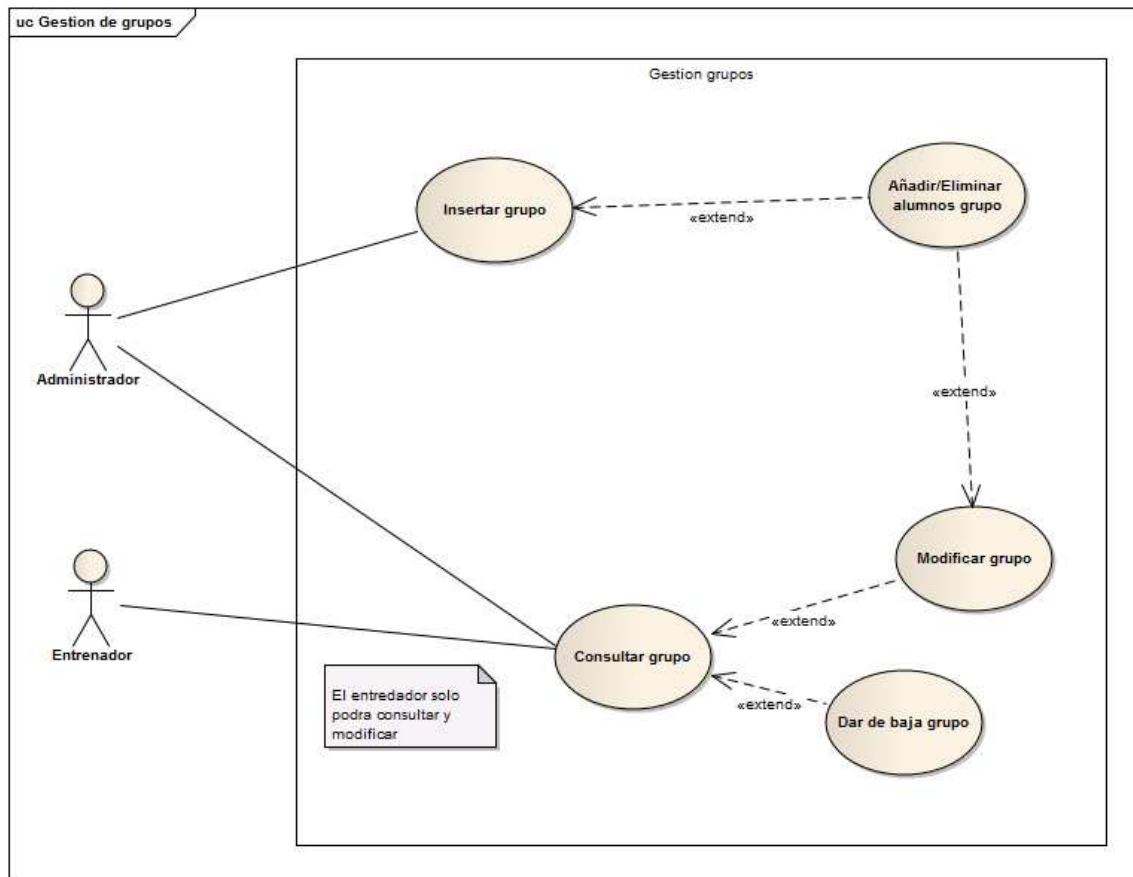 uc Gestion de grupos
Gestion grupos
Insertar grupo
Añadir/Eliminar
alumnos grupo
«extend»
Administrador
«extend»
Modificar grupo
Entrenador
«extend»
Consultar grupo
El entredador solo
podra consultar y
modificar
«extend»
Dar de baja grupo